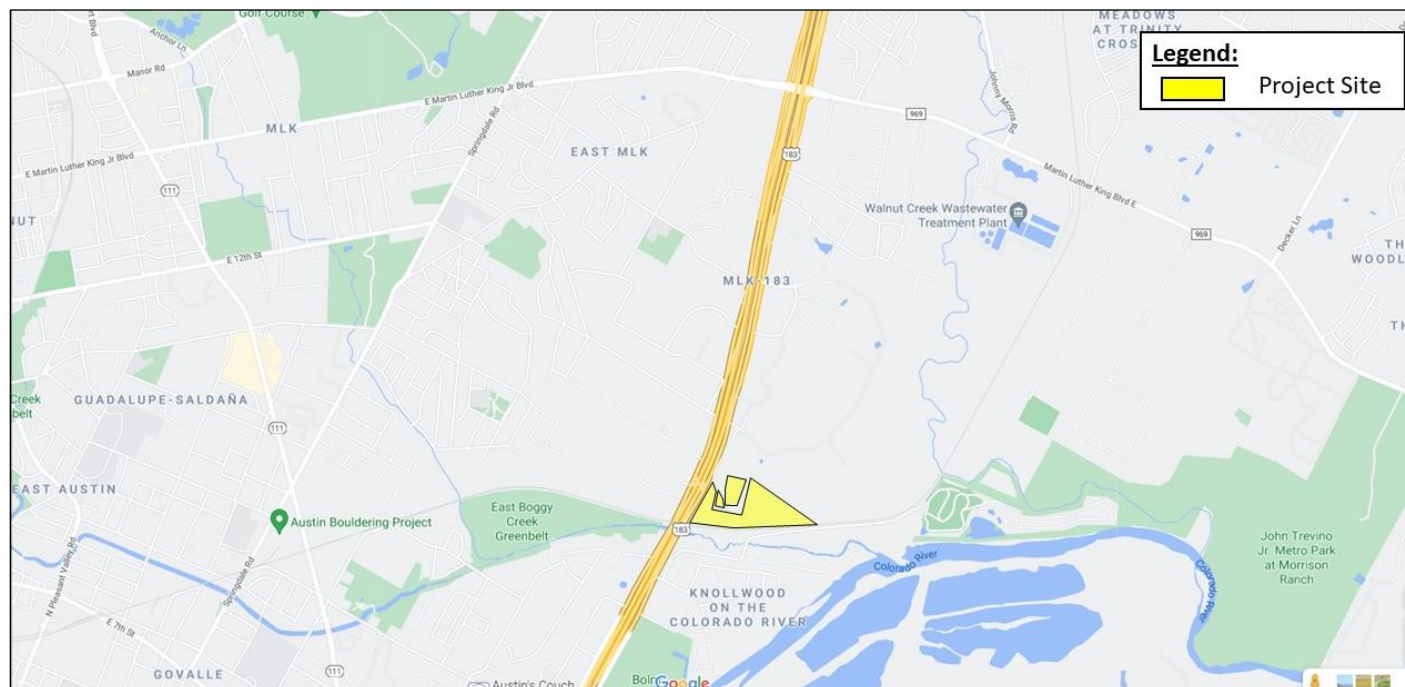 Golf Course
MEADOWS
AT TRINITY
CROS
Legend:
Project Site
Anchor Ln
Manor Rd
E Martin Luther King Jr Blvd
Johnny Morris Rd
MLK
Springdale Rd
969
EAST MLK
183
E Martin Luther King Jr Blvd
111
Martin Luther King Blvd E
Walnut Creek Wastewater
Treatment Plant
NUT
969
Decker Ln
E 12th St
TH
WOODL
MLK-183
TH
Creek
belt
GUADALUPE-SALDAÑA
111
EAST AUSTIN
East Boggy
Creek
Greenbelt
Austin Bouldering Project
183
John Trevino
Jr. Metro Park
at Morrison
Ranch
Colorado River
Colorado River
N Pleasant Valley Rd
Springdale Rd
KNOLLWOOD
ON THE
COLORADO RIVER
E 7th St
GOVALLE
111
Austin's Couch
Bolm
Google